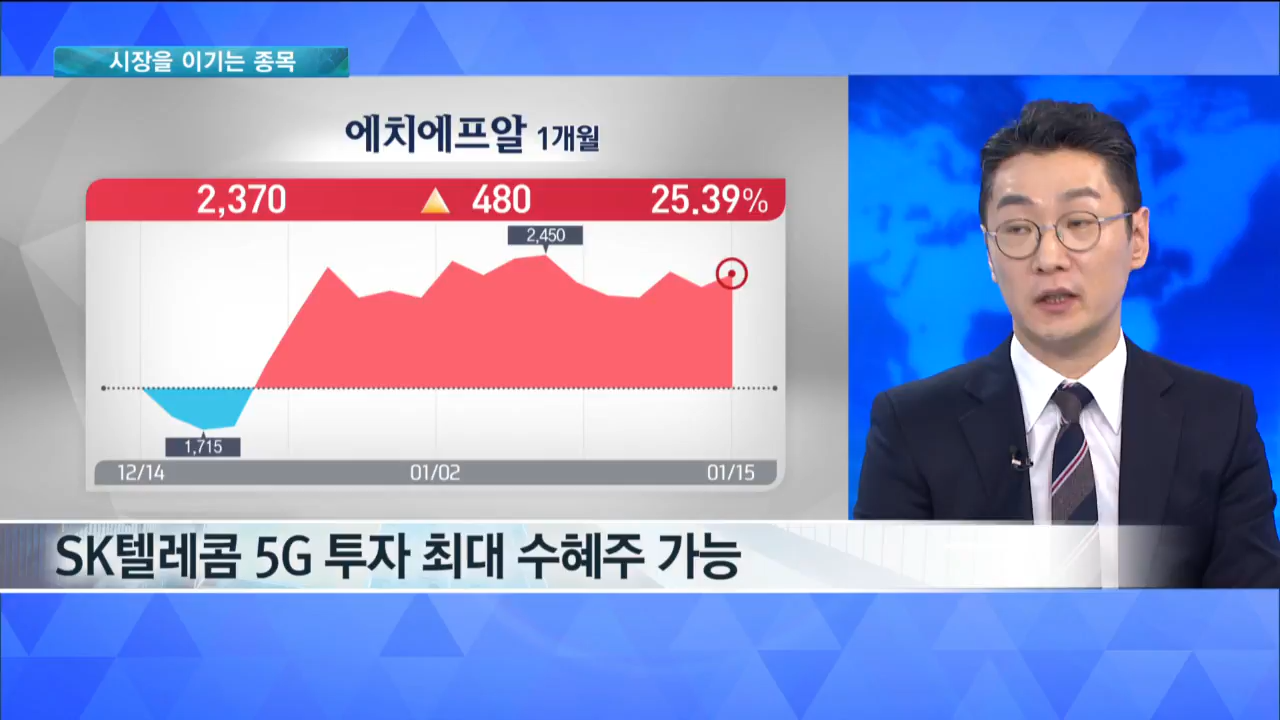 시장을 이기는 종목
에치에프알 1개월
2,370 ▲ 480 25.39%
2,450
1,715
12/14 01/02 01/15
SK텔레콤 5G 투자 최대 수혜주 가능